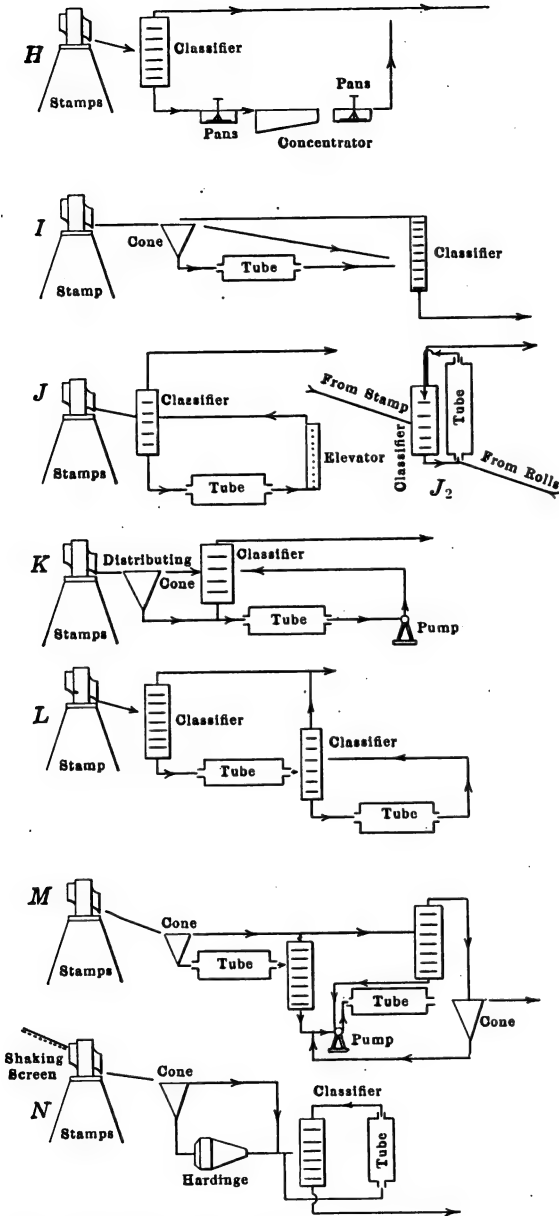 H
Stamps
Classifier
Pans
Concentrator
Pans
I
Stamp
Cone
Tube
Classifier
J
Stamps
Classifier
Tube
Elevator
From Stamp
Classifier
Tube
J2
From Rolls
K
Stamps
Distributing
Cone
Classifier
Tube
Pump
L
Stamp
Classifier
Tube
Classifier
Tube
M
Stamps
Cone
Tube
Pump
Tube
Cone
Shaking
Screen
N
Stamps
Cone
Hardinge
Classifier
Tube